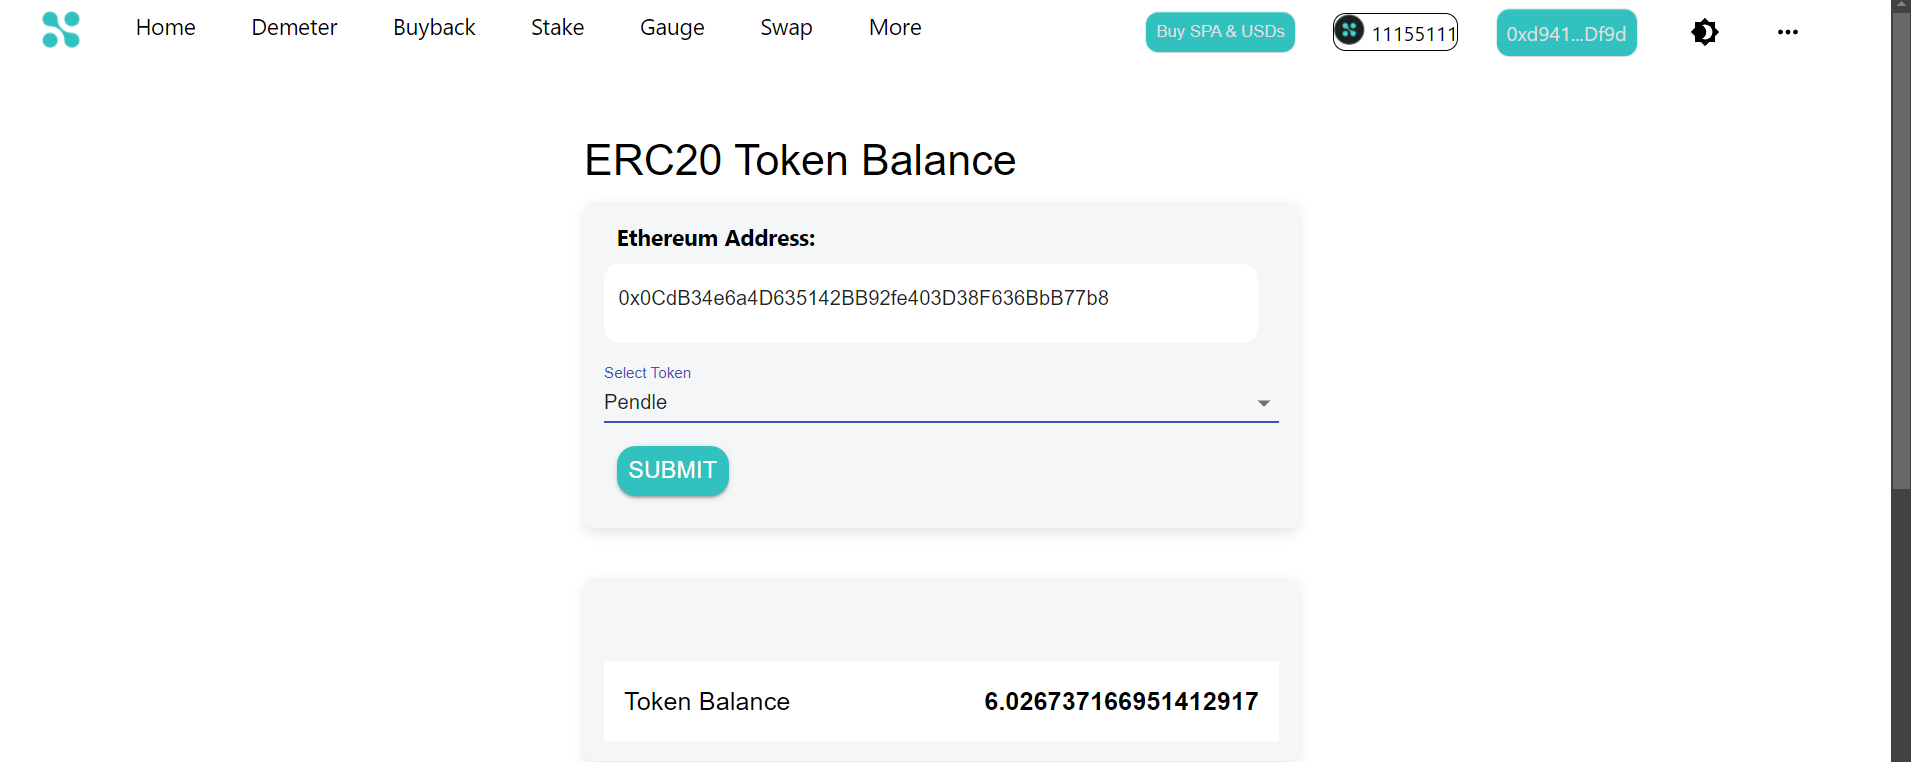 Home Demeter Buyback Stake Gauge Swap More Buy SPA & USDs 11155111 0xd941...Df9d
ERC20 Token Balance
Ethereum Address:
0x0CdB34e6a4D635142BB92fe403D38F636BbB77b8
Select Token
Pendle
SUBMIT
Token Balance 6.026737166951412917